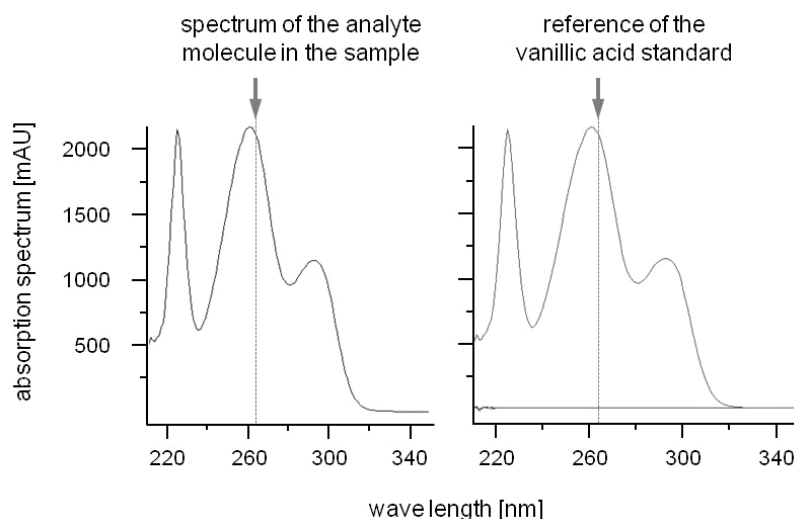 spectrum of the analyte
molecule in the sample
reference of the
vanillic acid standard
absorption spectrum [mAU]
2000
1500
1000
500
220 260 300 340
220 260 300 340
wave length [nm]